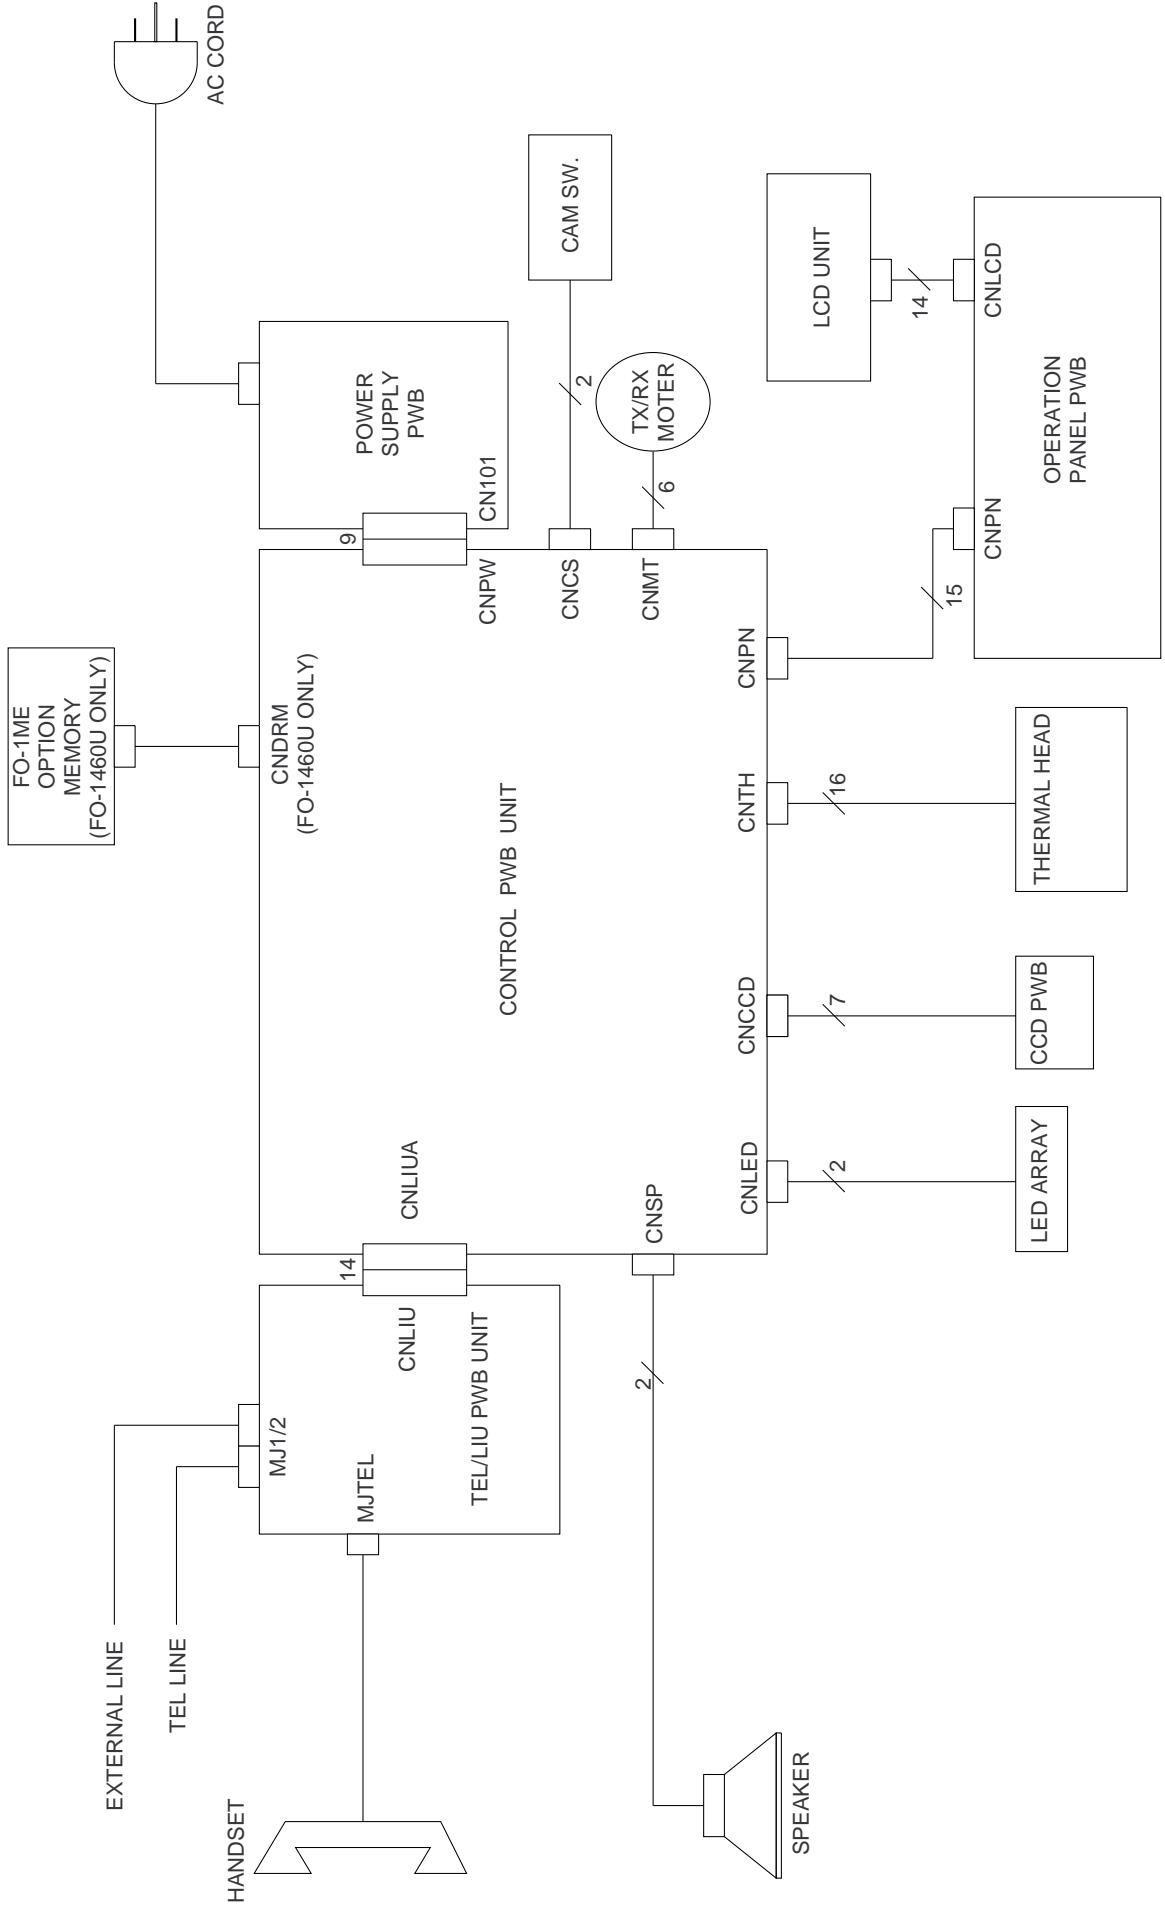 EXTERNAL LINE
TEL LINE
HANDSET
MJ1/2
MJTEL
CNLIU
TEL/LIU PWB UNIT
14
CNLIUA
FO-1ME
OPTION
MEMORY
(FO-1460U ONLY)
CNDRM
(FO-1460U ONLY)
CONTROL PWB UNIT
9
CNPW
CN101
POWER
SUPPLY
PWB
AC CORD
CNCS
2
CAM SW.
CNMT
6
TX/RX
MOTER
CNSP
2
SPEAKER
CNLED
2
LED ARRAY
CNCCD
7
CCD PWB
CNTH
16
THERMAL HEAD
CNPN
15
CNPN
OPERATION
PANEL PWB
CNLCD
14
LCD UNIT